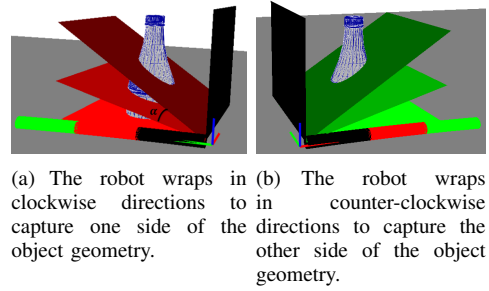 α
(a) The robot wraps in
clockwise directions to
capture one side of the
object geometry.
(b) The robot wraps
in counter-clockwise
directions to capture the
other side of the object
geometry.